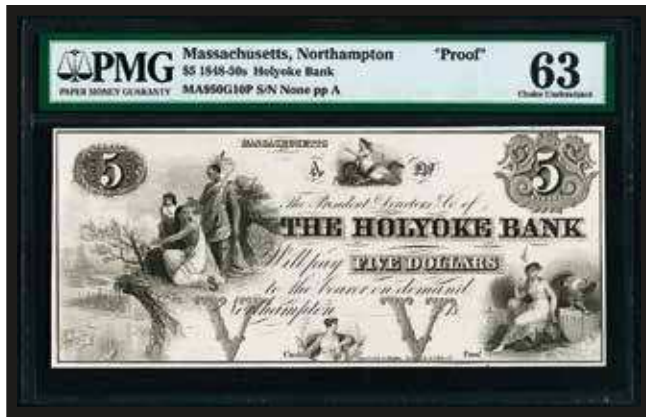 PMG
PAPER MONEY GUARANTY
Massachusetts, Northampton "Proof"
$5 1848-50s Holyoke Bank
MA950G10P S/N None pp A
63
Choice Uncirculated
5
MASSACHUSETTS
A
5
The President Directors & Co of
THE HOLYOKE BANK
Will pay FIVE DOLLARS
to the bearer on demand
Northampton
V V